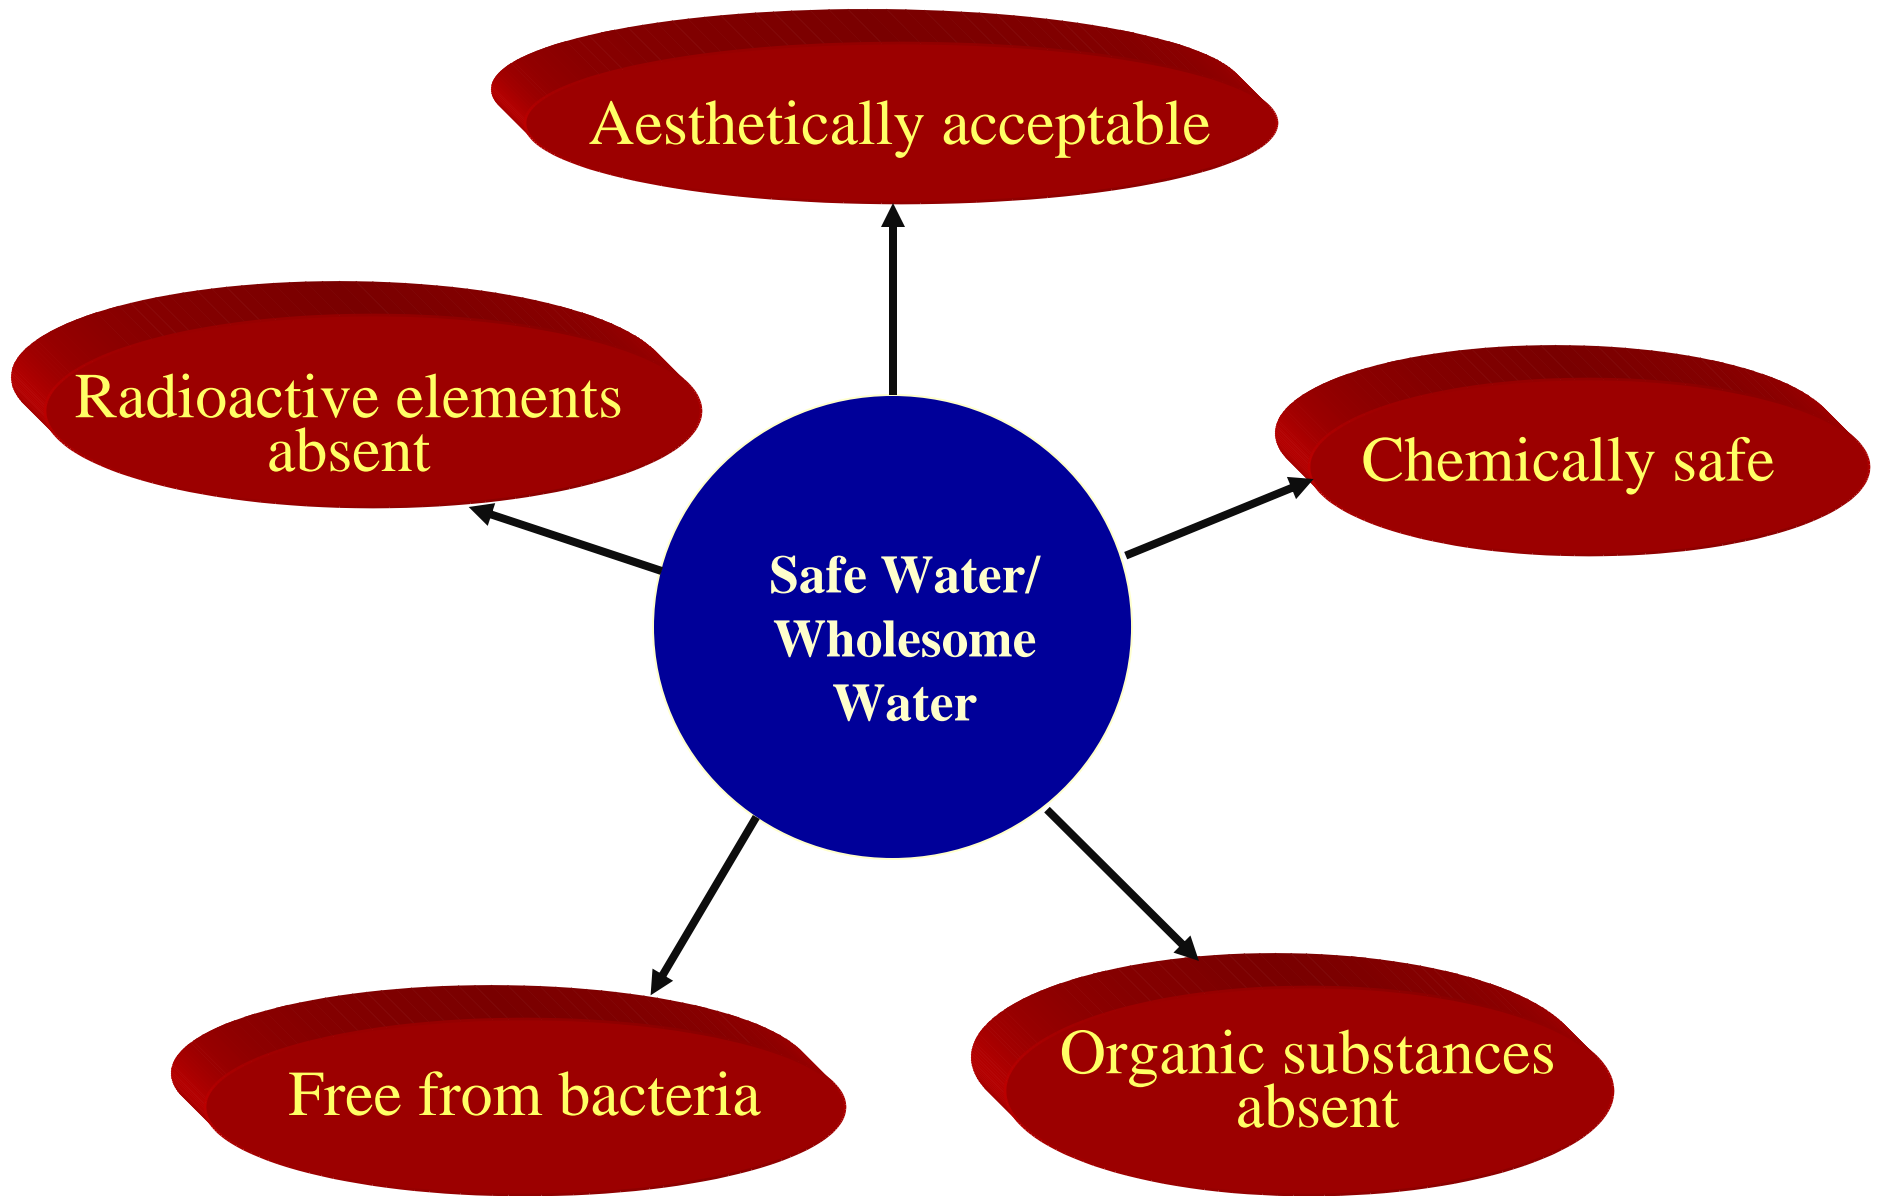 Aesthetically acceptable
Radioactive elements
absent
Chemically safe
Safe Water/
Wholesome
Water
Free from bacteria
Organic substances
absent